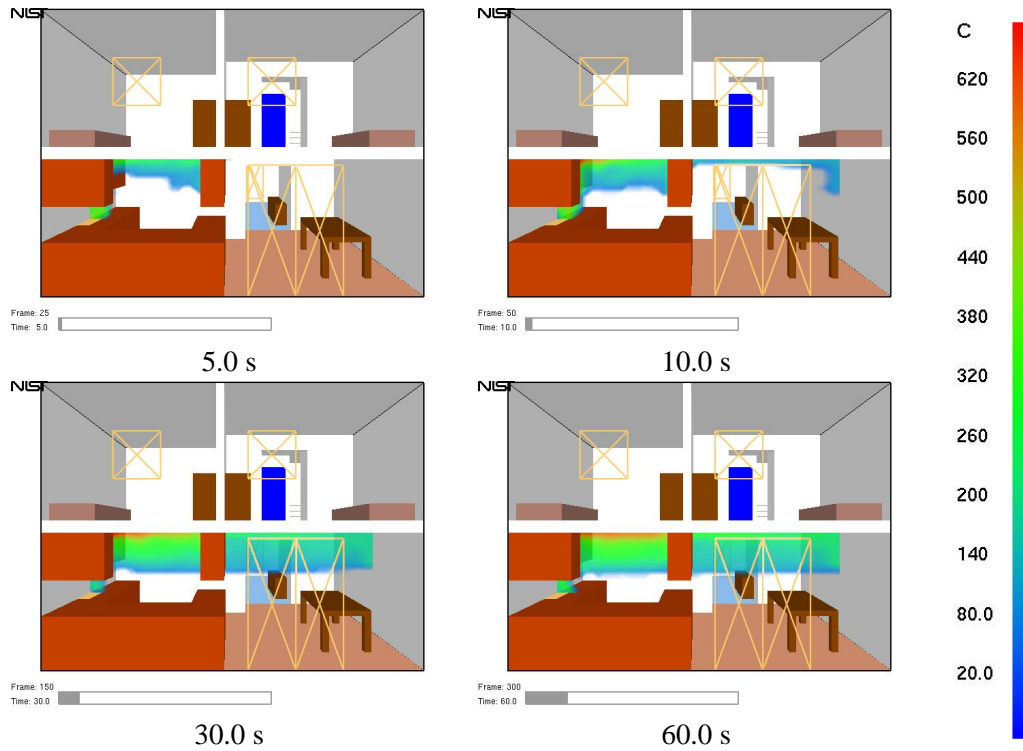 NIST
NIST
C
620
560
500
440
380
320
260
200
140
80.0
20.0
Frame: 25
Time: 5.0
Frame: 50
Time: 10.0
5.0 s
10.0 s
NIST
NIST
Frame: 150
Time: 30.0
Frame: 300
Time: 60.0
30.0 s
60.0 s